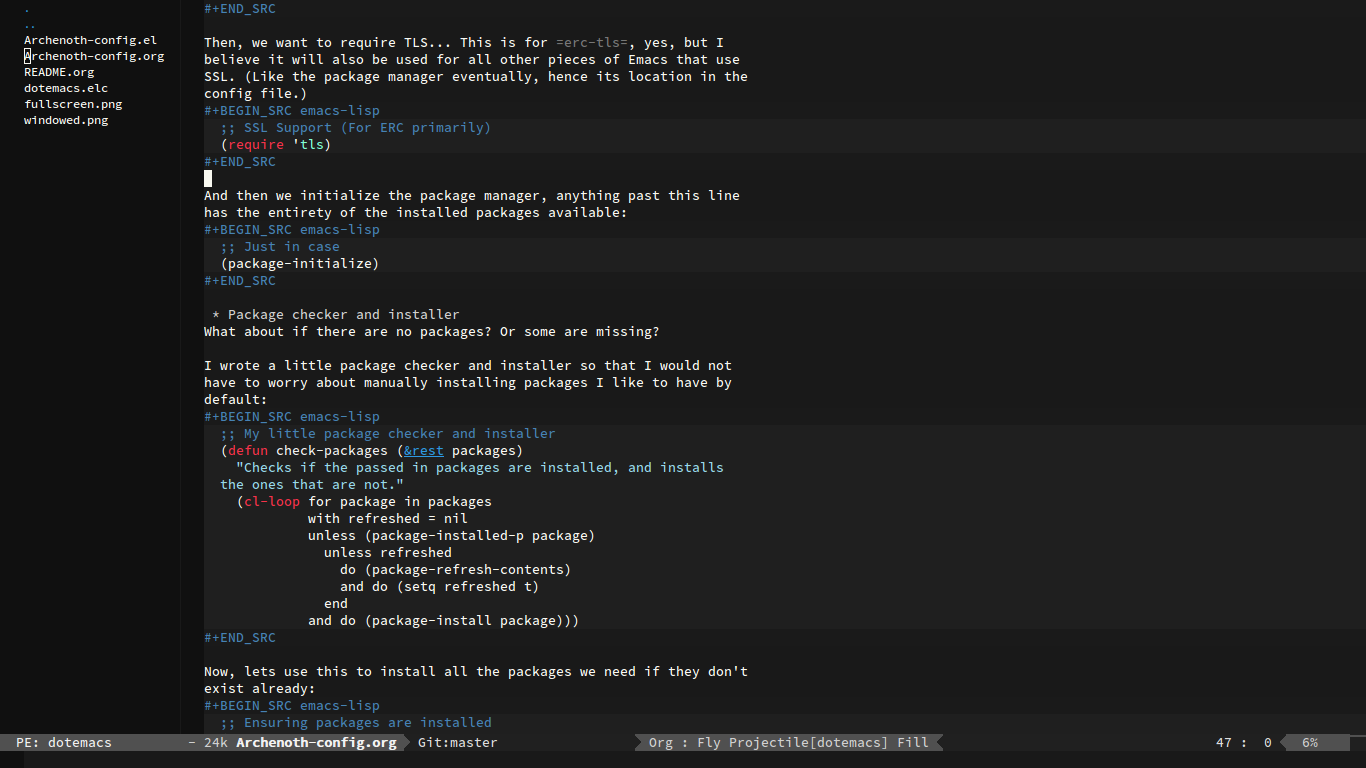 .
..
Archenoth-config.el
Archenoth-config.org
README.org
dotemacs.elc
fullscreen.png
windowed.png
#+END_SRC
Then, we want to require TLS... This is for =erc-tls=, yes, but I
believe it will also be used for all other pieces of Emacs that use
SSL. (Like the package manager eventually, hence its location in the
config file.)
#+BEGIN_SRC emacs-lisp
;; SSL Support (For ERC primarily)
(require 'tls)
#+END_SRC
And then we initialize the package manager, anything past this line
has the entirety of the installed packages available:
#+BEGIN_SRC emacs-lisp
;; Just in case
(package-initialize)
#+END_SRC
* Package checker and installer
What about if there are no packages? Or some are missing?
I wrote a little package checker and installer so that I would not
have to worry about manually installing packages I like to have by
default:
#+BEGIN_SRC emacs-lisp
;; My little package checker and installer
(defun check-packages (&rest packages)
"Checks if the passed in packages are installed, and installs
the ones that are not."
(cl-loop for package in packages
with refreshed = nil
unless (package-installed-p package)
unless refreshed
do (package-refresh-contents)
and do (setq refreshed t)
end
and do (package-install package)))
#+END_SRC
Now, lets use this to install all the packages we need if they don't
exist already:
#+BEGIN_SRC emacs-lisp
;; Ensuring packages are installed
PE: dotemacs - 24k Archenoth-config.org Git:master Org : Fly Projectile[dotemacs] Fill 47 : 0 6%